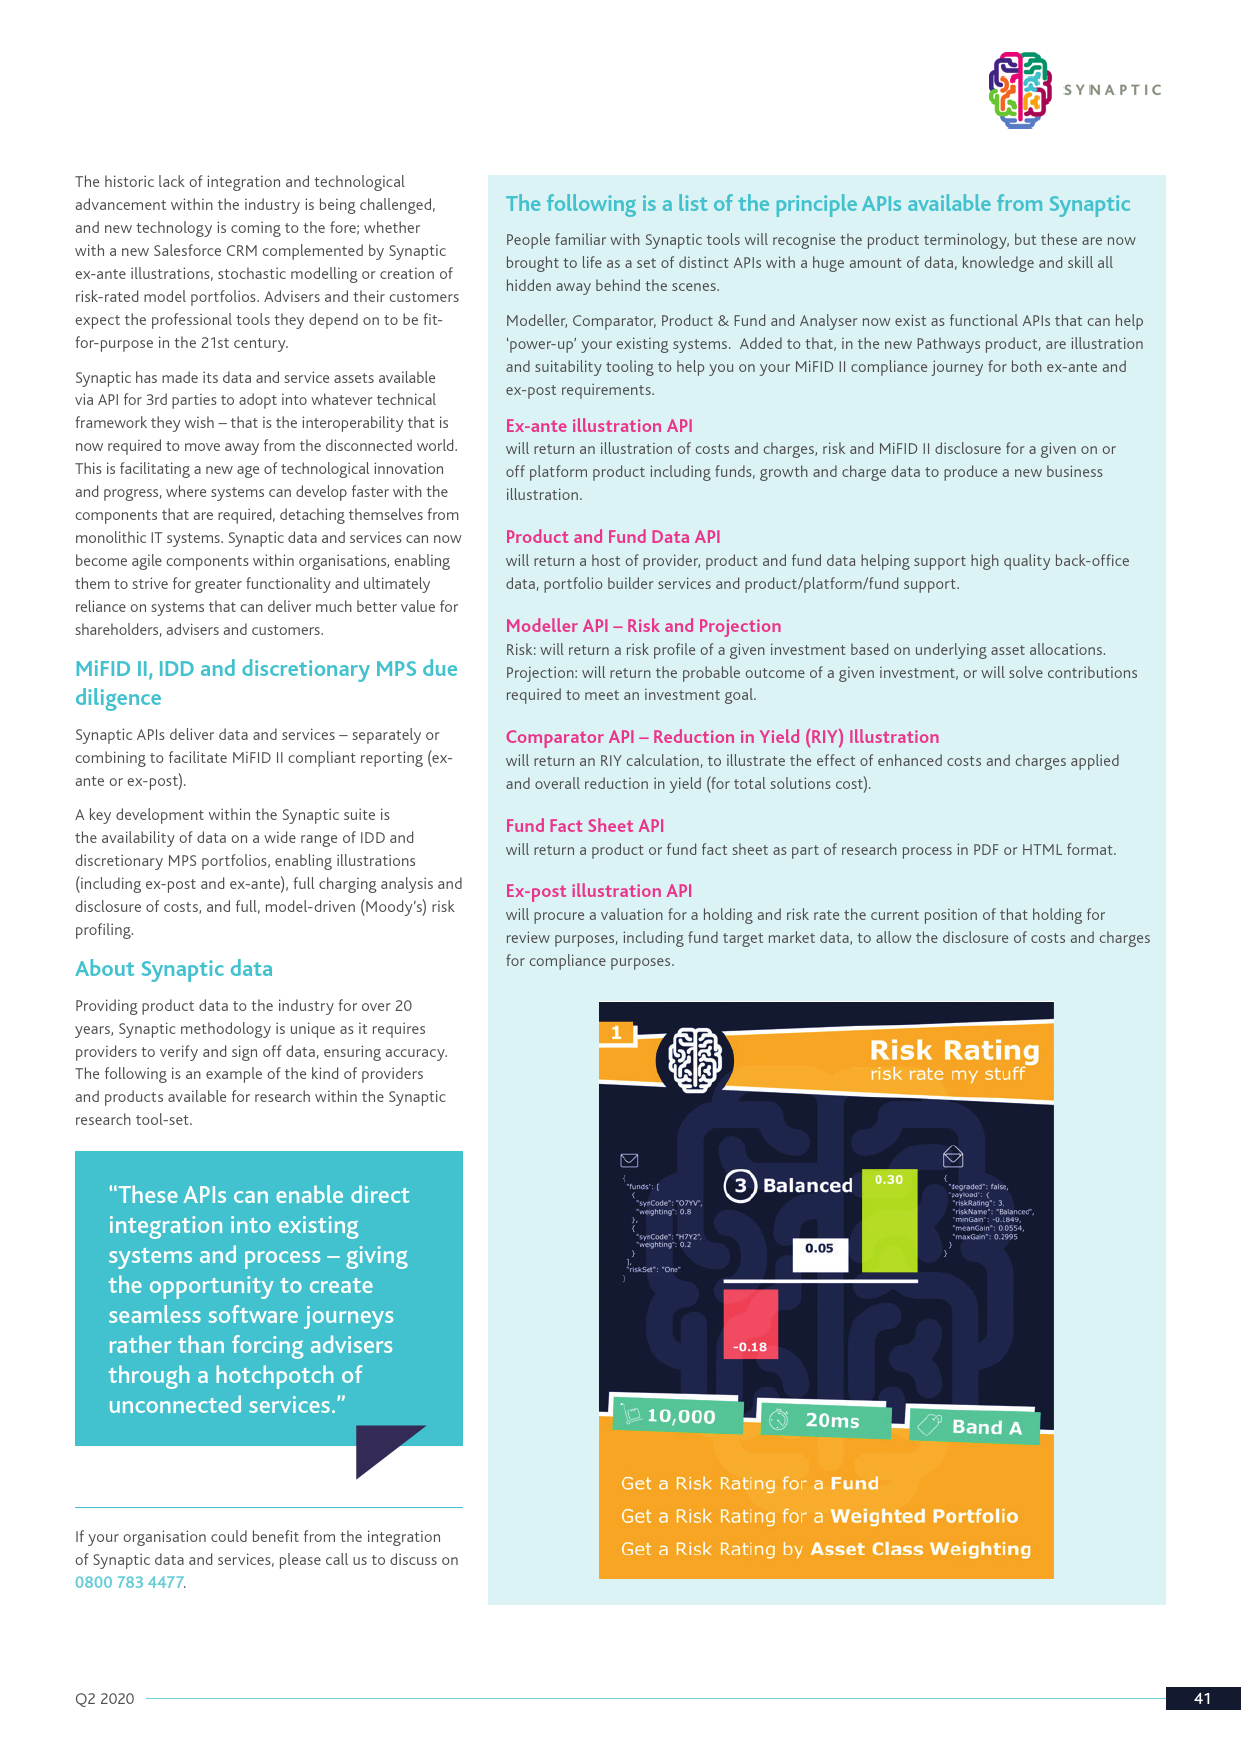 SYNAPTIC
The historic lack of integration and technological
advancement within the industry is being challenged,
and new technology is coming to the fore; whether
with a new Salesforce CRM complemented by Synaptic
ex-ante illustrations, stochastic modelling or creation of
risk-rated model portfolios. Advisers and their customers
expect the professional tools they depend on to be fit-
for-purpose in the 21st century.
Synaptic has made its data and service assets available
via API for 3rd parties to adopt into whatever technical
framework they wish – that is the interoperability that is
now required to move away from the disconnected world.
This is facilitating a new age of technological innovation
and progress, where systems can develop faster with the
components that are required, detaching themselves from
monolithic IT systems. Synaptic data and services can now
become agile components within organisations, enabling
them to strive for greater functionality and ultimately
reliance on systems that can deliver much better value for
shareholders, advisers and customers.
MiFID II, IDD and discretionary MPS due
diligence
Synaptic APIs deliver data and services – separately or
combining to facilitate MiFID II compliant reporting (ex-
ante or ex-post).
A key development within the Synaptic suite is
the availability of data on a wide range of IDD and
discretionary MPS portfolios, enabling illustrations
(including ex-post and ex-ante), full charging analysis and
disclosure of costs, and full, model-driven (Moody’s) risk
profiling.
About Synaptic data
Providing product data to the industry for over 20
years, Synaptic methodology is unique as it requires
providers to verify and sign off data, ensuring accuracy.
The following is an example of the kind of providers
and products available for research within the Synaptic
research tool-set.
“These APIs can enable direct
integration into existing
systems and process – giving
the opportunity to create
seamless software journeys
rather than forcing advisers
through a hotchpotch of
unconnected services.”
If your organisation could benefit from the integration
of Synaptic data and services, please call us to discuss on
0800 783 4477.
The following is a list of the principle APIs available from Synaptic
People familiar with Synaptic tools will recognise the product terminology, but these are now
brought to life as a set of distinct APIs with a huge amount of data, knowledge and skill all
hidden away behind the scenes.
Modeller, Comparator, Product & Fund and Analyser now exist as functional APIs that can help
‘power-up’ your existing systems.  Added to that, in the new Pathways product, are illustration
and suitability tooling to help you on your MiFID II compliance journey for both ex-ante and
ex-post requirements.
Ex-ante illustration API
will return an illustration of costs and charges, risk and MiFID II disclosure for a given on or
off platform product including funds, growth and charge data to produce a new business
illustration.
Product and Fund Data API
will return a host of provider, product and fund data helping support high quality back-office
data, portfolio builder services and product/platform/fund support.
Modeller API – Risk and Projection
Risk: will return a risk profile of a given investment based on underlying asset allocations.
Projection: will return the probable outcome of a given investment, or will solve contributions
required to meet an investment goal.
Comparator API – Reduction in Yield (RIY) Illustration
will return an RIY calculation, to illustrate the effect of enhanced costs and charges applied
and overall reduction in yield (for total solutions cost).
Fund Fact Sheet API
will return a product or fund fact sheet as part of research process in PDF or HTML format.
Ex-post illustration API
will procure a valuation for a holding and risk rate the current position of that holding for
review purposes, including fund target market data, to allow the disclosure of costs and charges
for compliance purposes.
1
Risk Rating
risk rate my stuff
{
"funds": [
{
"synCode": "O7YV",
"weighting": 0.8
},
{
"synCode": "H7Y2",
"weighting": 0.2
}
],
"riskSet": "One"
}
3 Balanced
0.30
0.05
-0.18
{
"degraded": false,
"payload": {
"riskRating": 3,
"riskName": "Balanced",
"minGain": -0.1849,
"meanGain": 0.0554,
"maxGain": 0.2995
}
}
10,000
20ms
Band A
Get a Risk Rating for a Fund
Get a Risk Rating for a Weighted Portfolio
Get a Risk Rating by Asset Class Weighting
Q2 2020
41